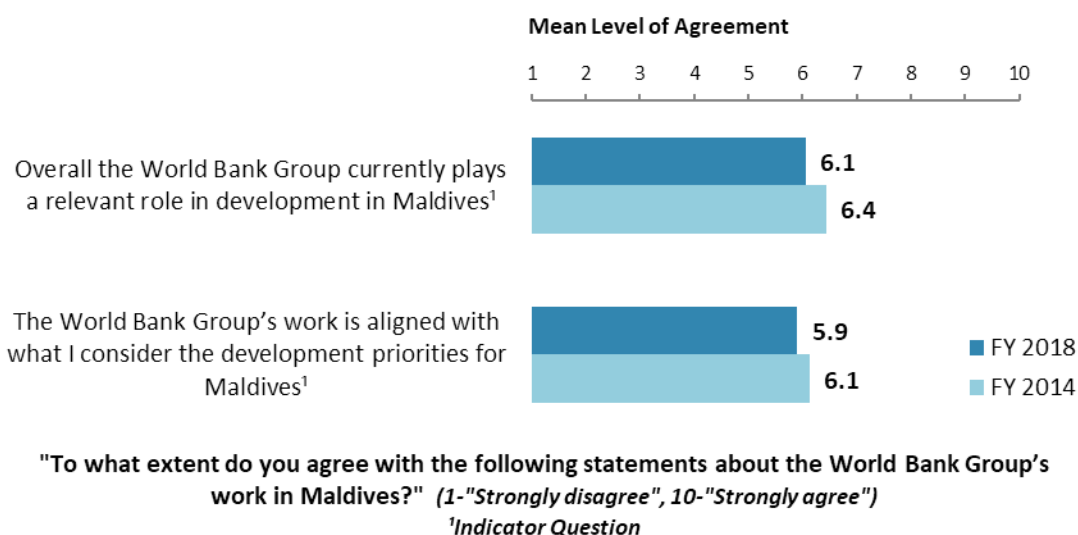 Mean Level of Agreement
1 2 3 4 5 6 7 8 9 10
Overall the World Bank Group currently plays
a relevant role in development in Maldives¹
6.1
6.4
The World Bank Group’s work is aligned with
what I consider the development priorities for
Maldives¹
5.9
6.1
FY 2018
FY 2014
"To what extent do you agree with the following statements about the World Bank Group’s
work in Maldives?" (1-"Strongly disagree", 10-"Strongly agree")
¹Indicator Question